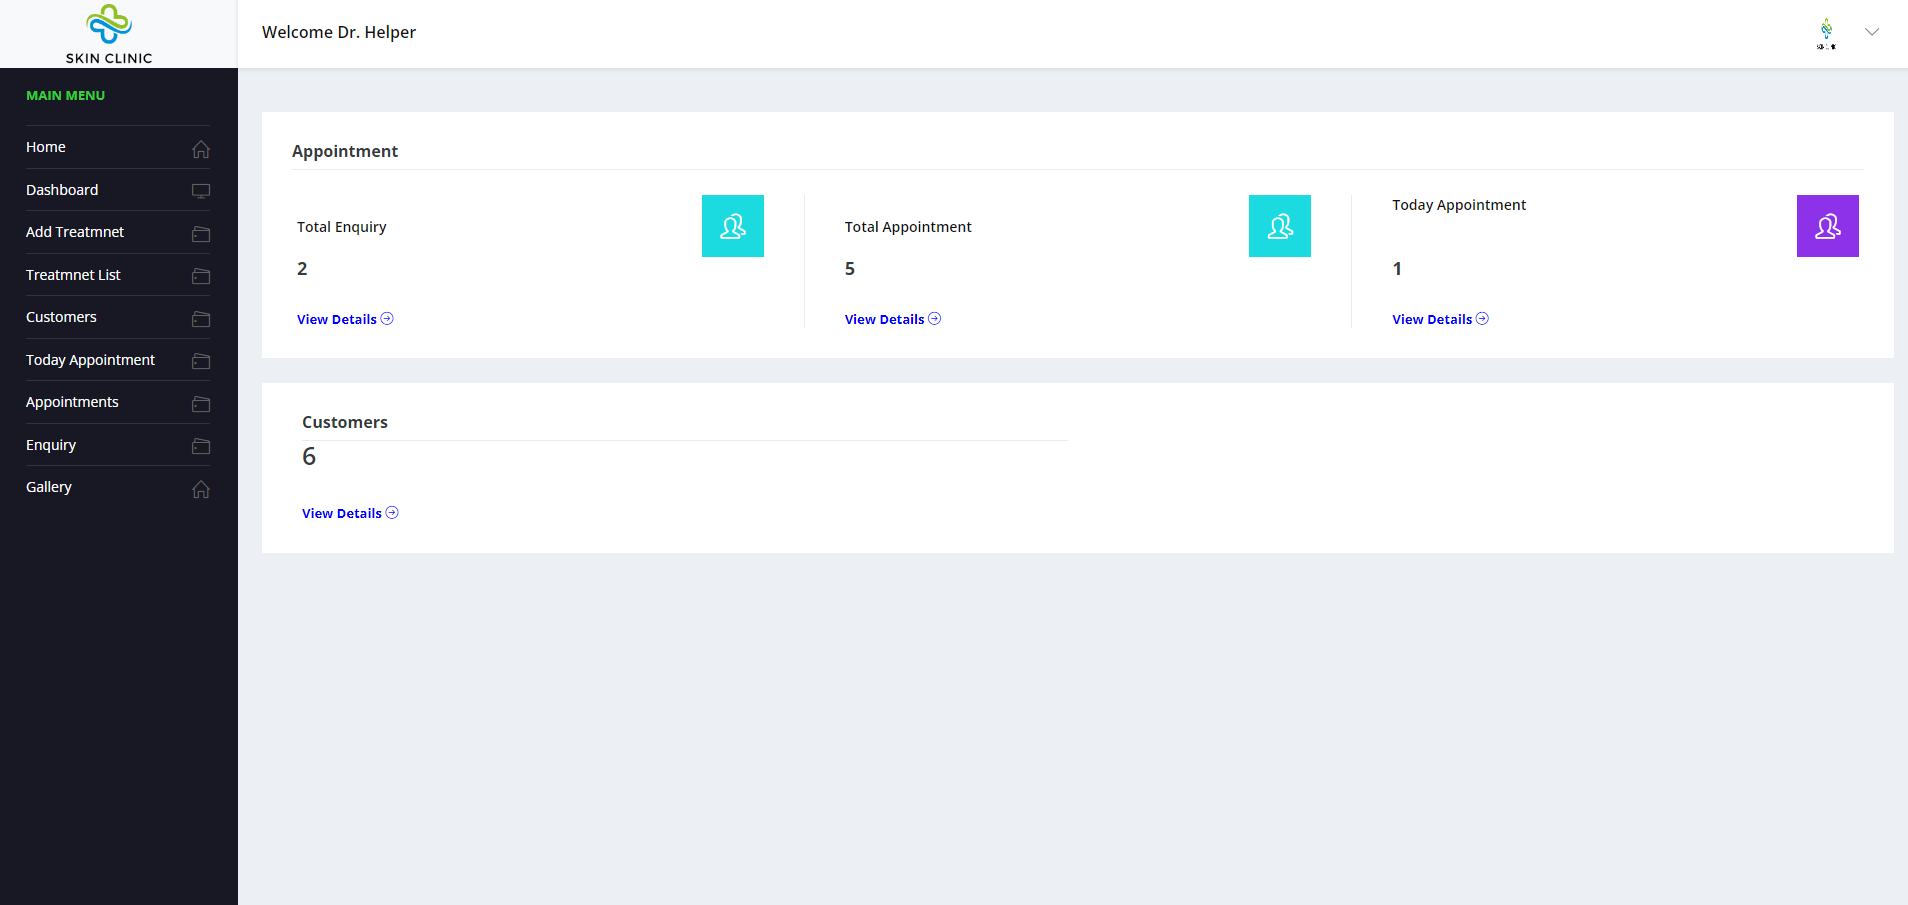 SKIN CLINIC
Welcome Dr. Helper
MAIN MENU
Home
Dashboard
Add Treatmnet
Treatmnet List
Customers
Today Appointment
Appointments
Enquiry
Gallery
Appointment
Total Enquiry
2
View Details
Total Appointment
5
View Details
Today Appointment
1
View Details
Customers
6
View Details